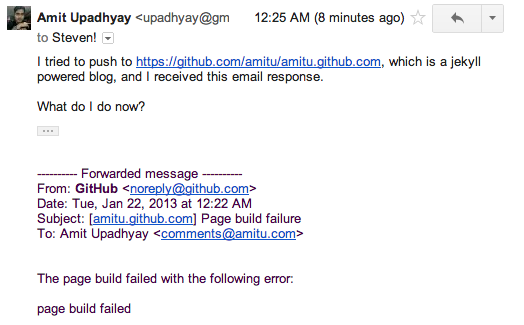 Amit Upadhyay <upadhyay@gm 12:25 AM (8 minutes ago)
to Steven!
I tried to push to https://github.com/amitu/amitu.github.com, which is a jekyll
powered blog, and I received this email response.
What do I do now?
---------- Forwarded message ----------
From: GitHub <noreply@github.com>
Date: Tue, Jan 22, 2013 at 12:22 AM
Subject: [amitu.github.com] Page build failure
To: Amit Upadhyay <comments@amitu.com>
The page build failed with the following error:
page build failed